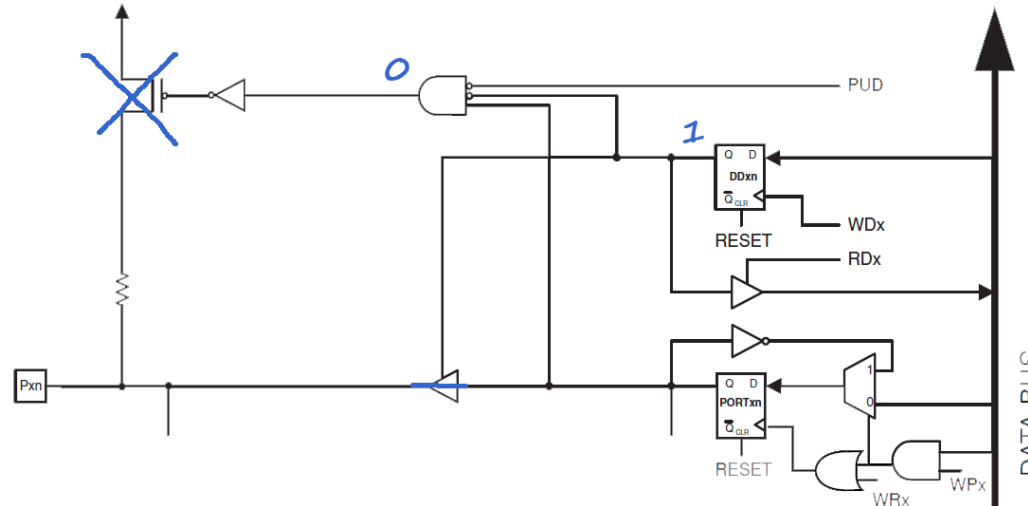 0
PUD
1
Q D
DDxn
Q CLR
WDx
RESET
RDx
Pxn
1
0
Q D
PORTxn
Q CLR
RESET
WRx
WPx
DATA BUS